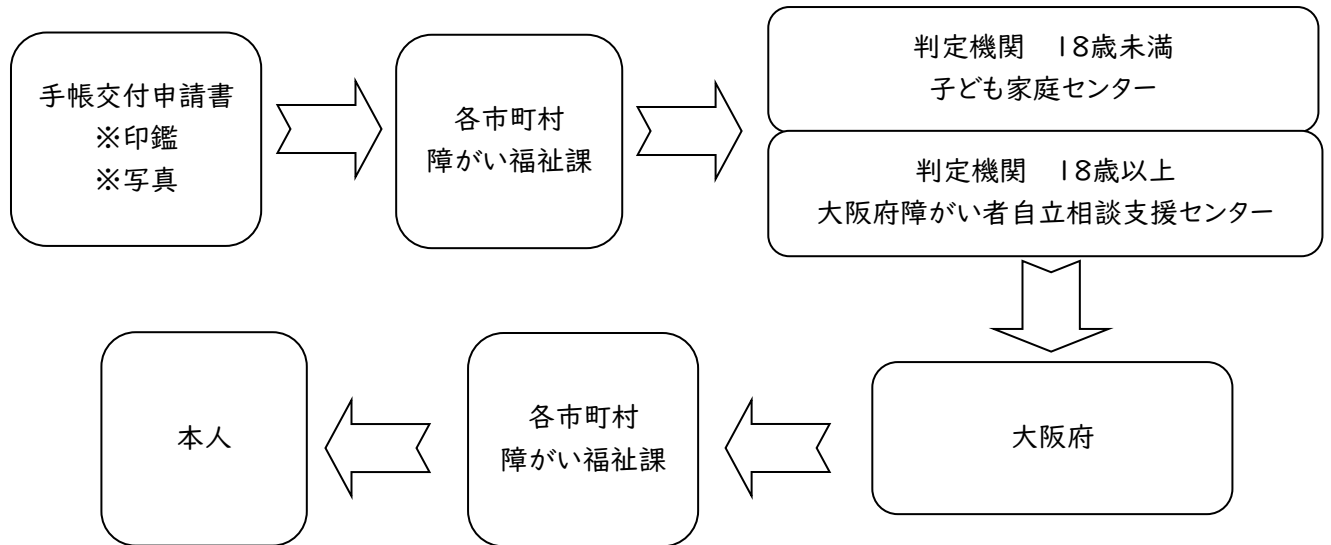 手帳交付申請書
※印鑑
※写真
各市町村
障がい福祉課
判定機関　18歳未満
子ども家庭センター
判定機関　18歳以上
大阪府障がい者自立相談支援センター
大阪府
各市町村
障がい福祉課
本人